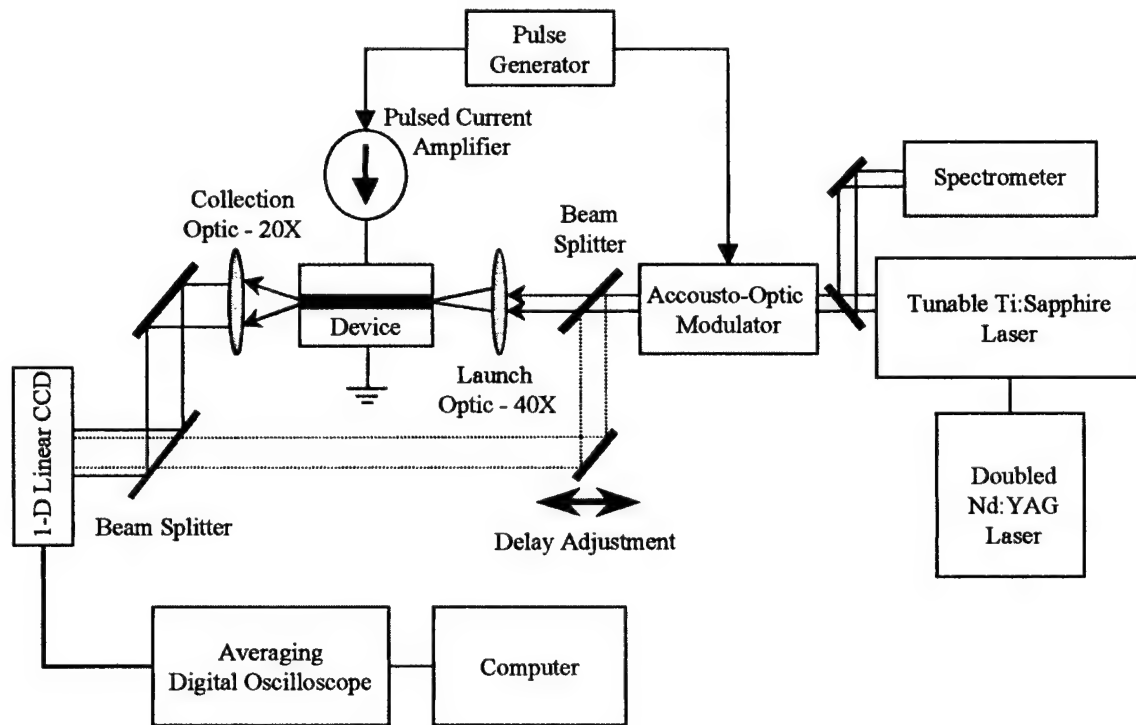 Pulse
Generator
Pulsed Current
Amplifier
Collection
Optic - 20X
Beam
Splitter
Spectrometer
Accousto-Optic
Modulator
Tunable Ti:Sapphire
Laser
Device
Launch
Optic - 40X
1-D Linear CCD
Beam Splitter
Delay Adjustment
Doubled
Nd:YAG
Laser
Averaging
Digital Oscilloscope
Computer